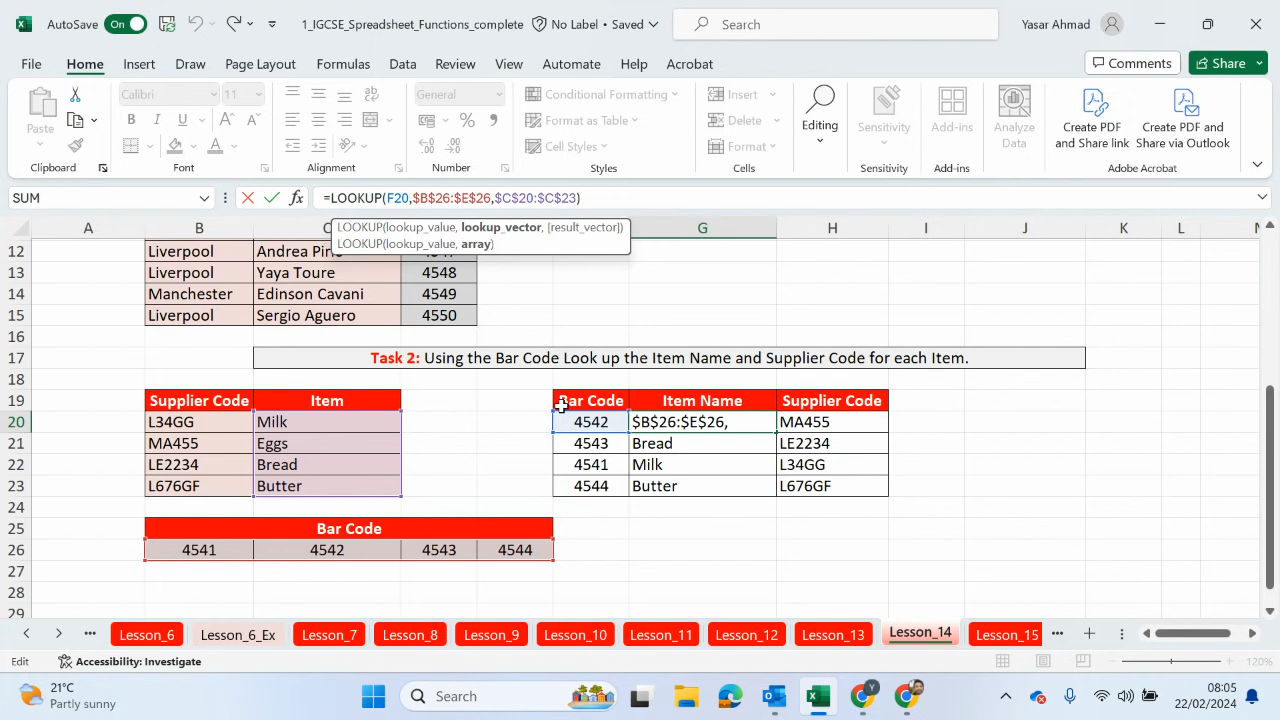 AutoSave On 1_IGCSE_Spreadsheet_Functions_complete No Label • Saved Search Yasar Ahmad
File Home Insert Draw Page Layout Formulas Data Review View Automate Help Acrobat Comments Share
Paste Calibri 11 General Conditional Formatting Insert Editing Sensitivity Add-ins Analyze Data Create PDF and Share link Create PDF and Share via Outlook
B I U A A % Format as Table Delete
A Cell Styles Format
Clipboard Font Alignment Number Styles Cells Sensitivity Add-ins Adobe Acrobat
SUM fx =LOOKUP(F20,$B$26:$E$26,$C$20:$C$23)
LOOKUP(lookup_value, lookup_vector, [result_vector])
LOOKUP(lookup_value, array)
A B C G H I J K L
12 Liverpool
13 Liverpool Yaya Toure 4548
14 Manchester Edinson Cavani 4549
15 Liverpool Sergio Aguero 4550
16
17 Task 2: Using the Bar Code Look up the Item Name and Supplier Code for each Item.
18
19 Supplier Code Item Bar Code Item Name Supplier Code
20 L34GG Milk 4542 $B$26:$E$26, MA455
21 MA455 Eggs 4543 Bread LE2234
22 LE2234 Bread 4541 Milk L34GG
23 L676GF Butter 4544 Butter L676GF
24
25 Bar Code
26 4541 4542 4543 4544
27
28
29
Lesson_6 Lesson_6_Ex Lesson_7 Lesson_8 Lesson_9 Lesson_10 Lesson_11 Lesson_12 Lesson_13 Lesson_14 Lesson_15
Edit Accessibility: Investigate 120%
21°C
Partly sunny
Search
08:05
22/02/2024